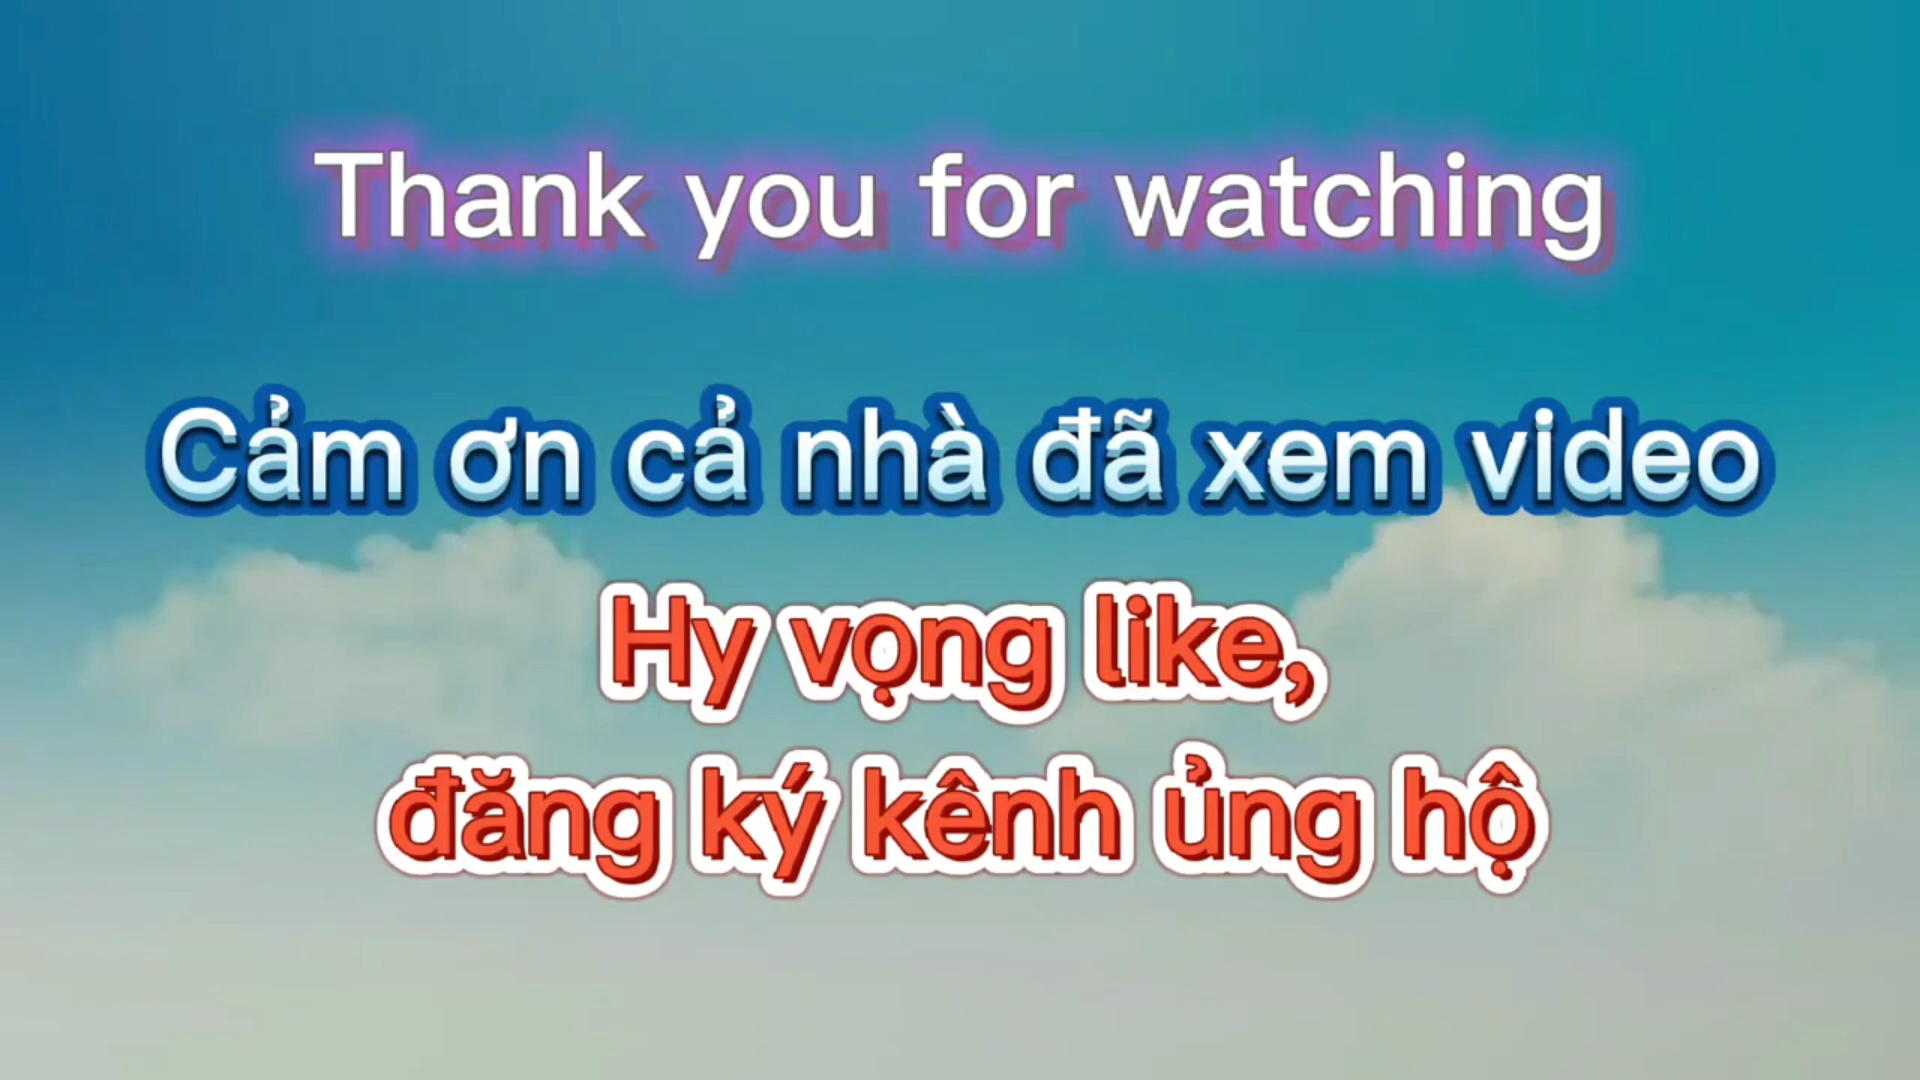 Thank you for watching
Cảm ơn cả nhà đã xem video
Hy vọng like,
đăng ký kênh ủng hộ